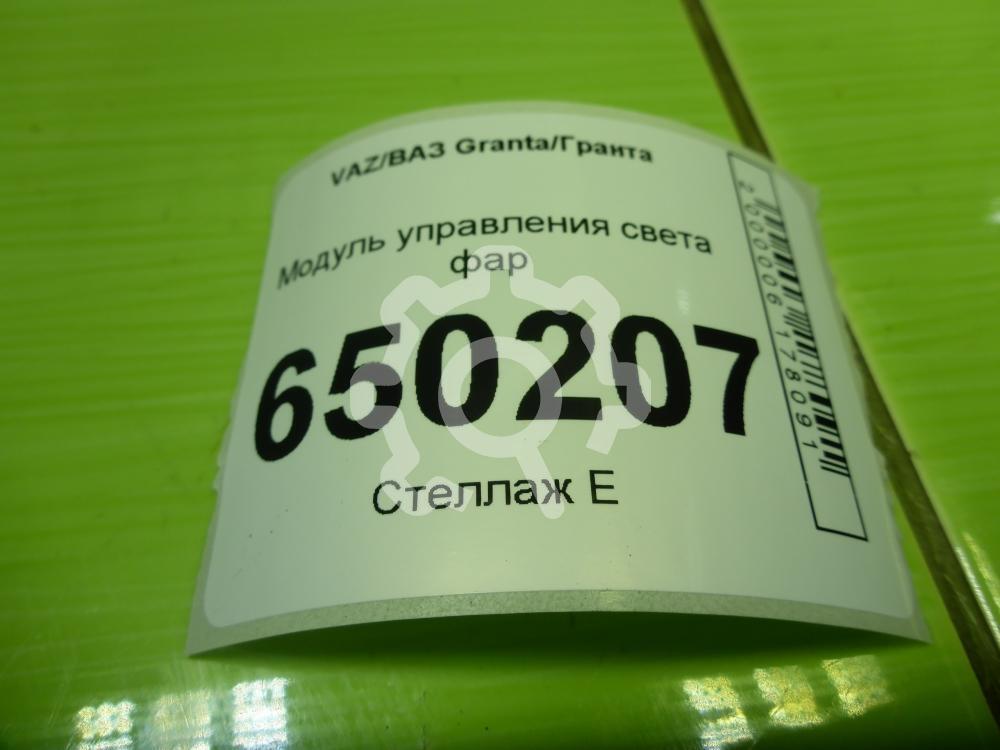 VAZ/ВАЗ Granta/Гранта
Модуль управления света
фар
650207
Стеллаж Е
2000006178091